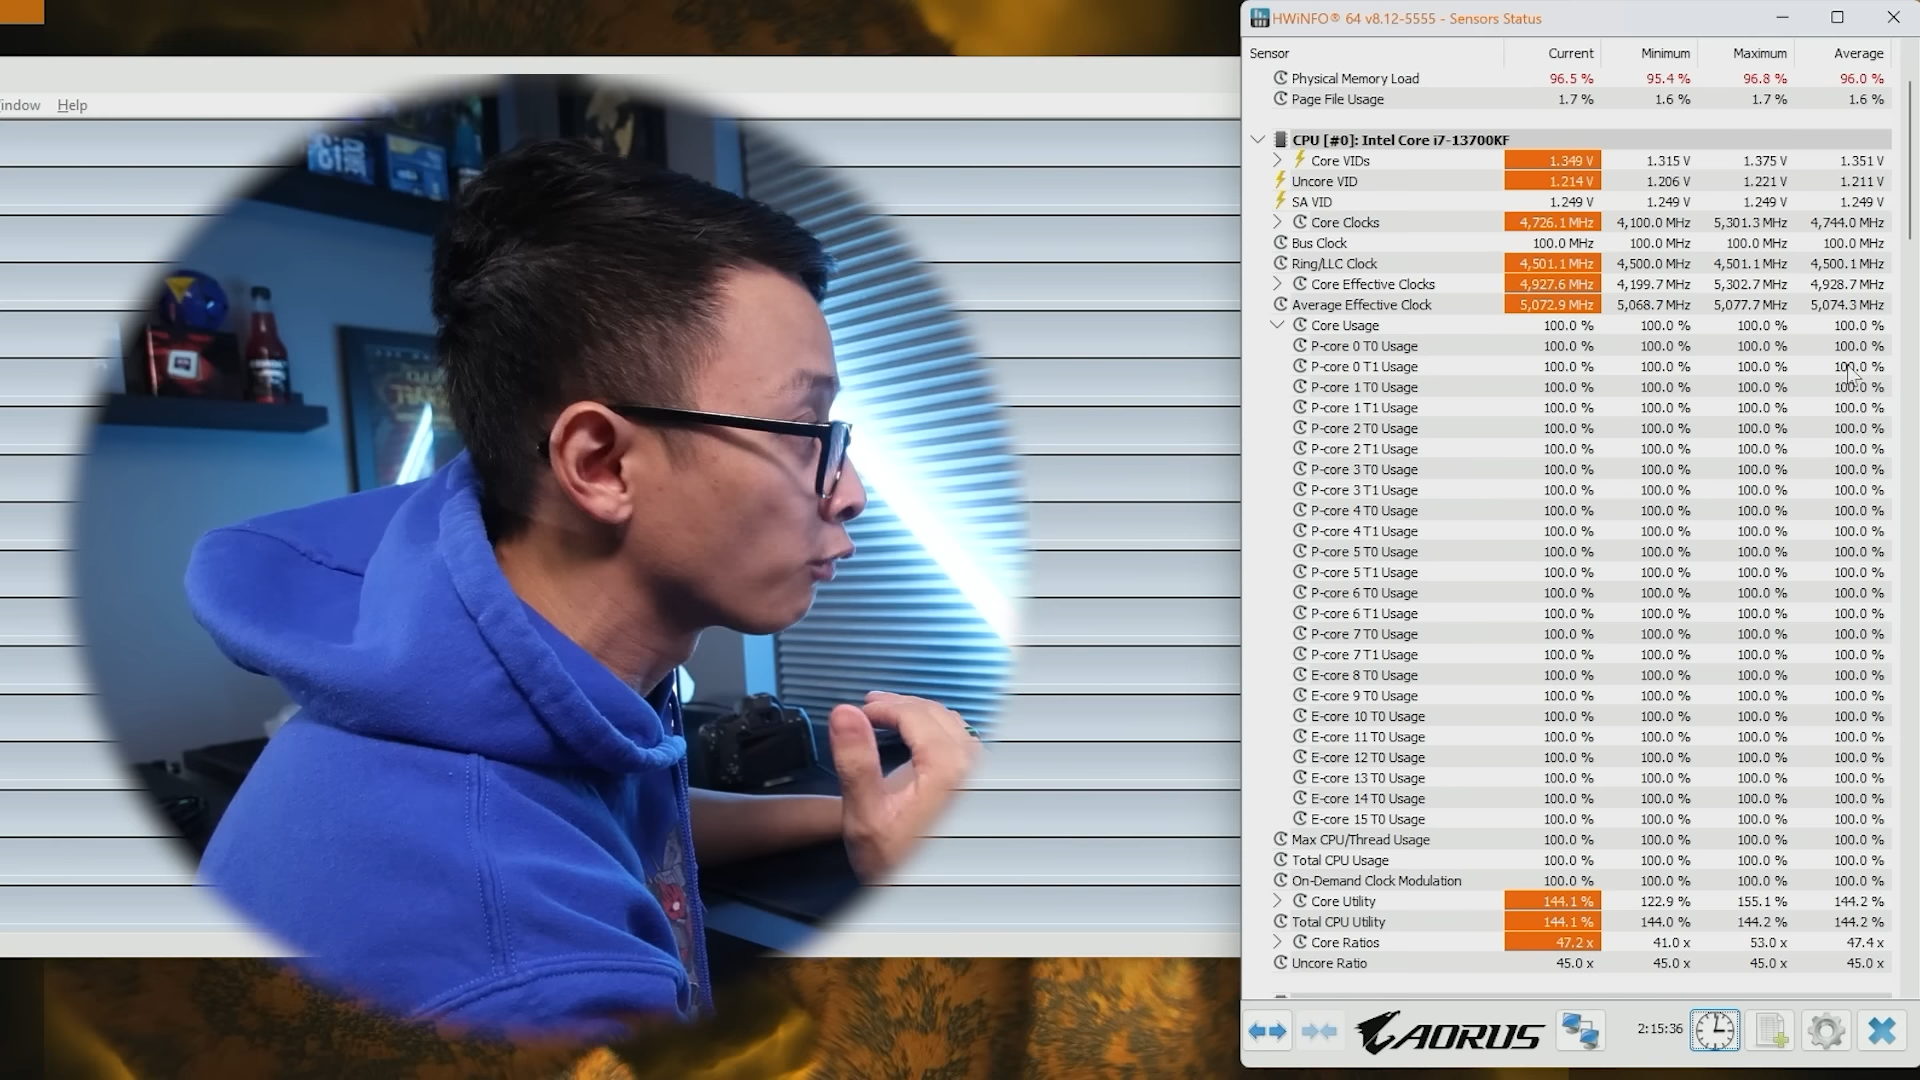 indow Help
HWiNFO® 64 v8.12-5555 - Sensors Status
Sensor Current Minimum Maximum Average
Physical Memory Load 96.5 % 95.4 % 96.8 % 96.0 %
Page File Usage 1.7 % 1.6 % 1.7 % 1.6 %
CPU [#0]: Intel Core i7-13700KF
Core VIDs 1.349 V 1.315 V 1.375 V 1.351 V
Uncore VID 1.214 V 1.206 V 1.221 V 1.211 V
SA VID 1.249 V 1.249 V 1.249 V 1.249 V
Core Clocks 4,726.1 MHz 4,100.0 MHz 5,301.3 MHz 4,744.0 MHz
Bus Clock 100.0 MHz 100.0 MHz 100.0 MHz 100.0 MHz
Ring/LLC Clock 4,501.1 MHz 4,500.0 MHz 4,501.1 MHz 4,500.1 MHz
Core Effective Clocks 4,927.6 MHz 4,199.7 MHz 5,302.7 MHz 4,928.7 MHz
Average Effective Clock 5,072.9 MHz 5,068.7 MHz 5,077.7 MHz 5,074.3 MHz
Core Usage 100.0 % 100.0 % 100.0 % 100.0 %
P-core 0 T0 Usage 100.0 % 100.0 % 100.0 % 100.0 %
P-core 0 T1 Usage 100.0 % 100.0 % 100.0 % 100.0 %
P-core 1 T0 Usage 100.0 % 100.0 % 100.0 % 100.0 %
P-core 1 T1 Usage 100.0 % 100.0 % 100.0 % 100.0 %
P-core 2 T0 Usage 100.0 % 100.0 % 100.0 % 100.0 %
P-core 2 T1 Usage 100.0 % 100.0 % 100.0 % 100.0 %
P-core 3 T0 Usage 100.0 % 100.0 % 100.0 % 100.0 %
P-core 3 T1 Usage 100.0 % 100.0 % 100.0 % 100.0 %
P-core 4 T0 Usage 100.0 % 100.0 % 100.0 % 100.0 %
P-core 4 T1 Usage 100.0 % 100.0 % 100.0 % 100.0 %
P-core 5 T0 Usage 100.0 % 100.0 % 100.0 % 100.0 %
P-core 5 T1 Usage 100.0 % 100.0 % 100.0 % 100.0 %
P-core 6 T0 Usage 100.0 % 100.0 % 100.0 % 100.0 %
P-core 6 T1 Usage 100.0 % 100.0 % 100.0 % 100.0 %
P-core 7 T0 Usage 100.0 % 100.0 % 100.0 % 100.0 %
P-core 7 T1 Usage 100.0 % 100.0 % 100.0 % 100.0 %
E-core 8 T0 Usage 100.0 % 100.0 % 100.0 % 100.0 %
E-core 9 T0 Usage 100.0 % 100.0 % 100.0 % 100.0 %
E-core 10 T0 Usage 100.0 % 100.0 % 100.0 % 100.0 %
E-core 11 T0 Usage 100.0 % 100.0 % 100.0 % 100.0 %
E-core 12 T0 Usage 100.0 % 100.0 % 100.0 % 100.0 %
E-core 13 T0 Usage 100.0 % 100.0 % 100.0 % 100.0 %
E-core 14 T0 Usage 100.0 % 100.0 % 100.0 % 100.0 %
E-core 15 T0 Usage 100.0 % 100.0 % 100.0 % 100.0 %
Max CPU/Thread Usage 100.0 % 100.0 % 100.0 % 100.0 %
Total CPU Usage 100.0 % 100.0 % 100.0 % 100.0 %
On-Demand Clock Modulation 100.0 % 100.0 % 100.0 % 100.0 %
Core Utility 144.1 % 122.9 % 155.1 % 144.2 %
Total CPU Utility 144.1 % 144.0 % 144.2 % 144.2 %
Core Ratios 47.2 x 41.0 x 53.0 x 47.4 x
Uncore Ratio 45.0 x 45.0 x 45.0 x 45.0 x
AORUS 2:15:36